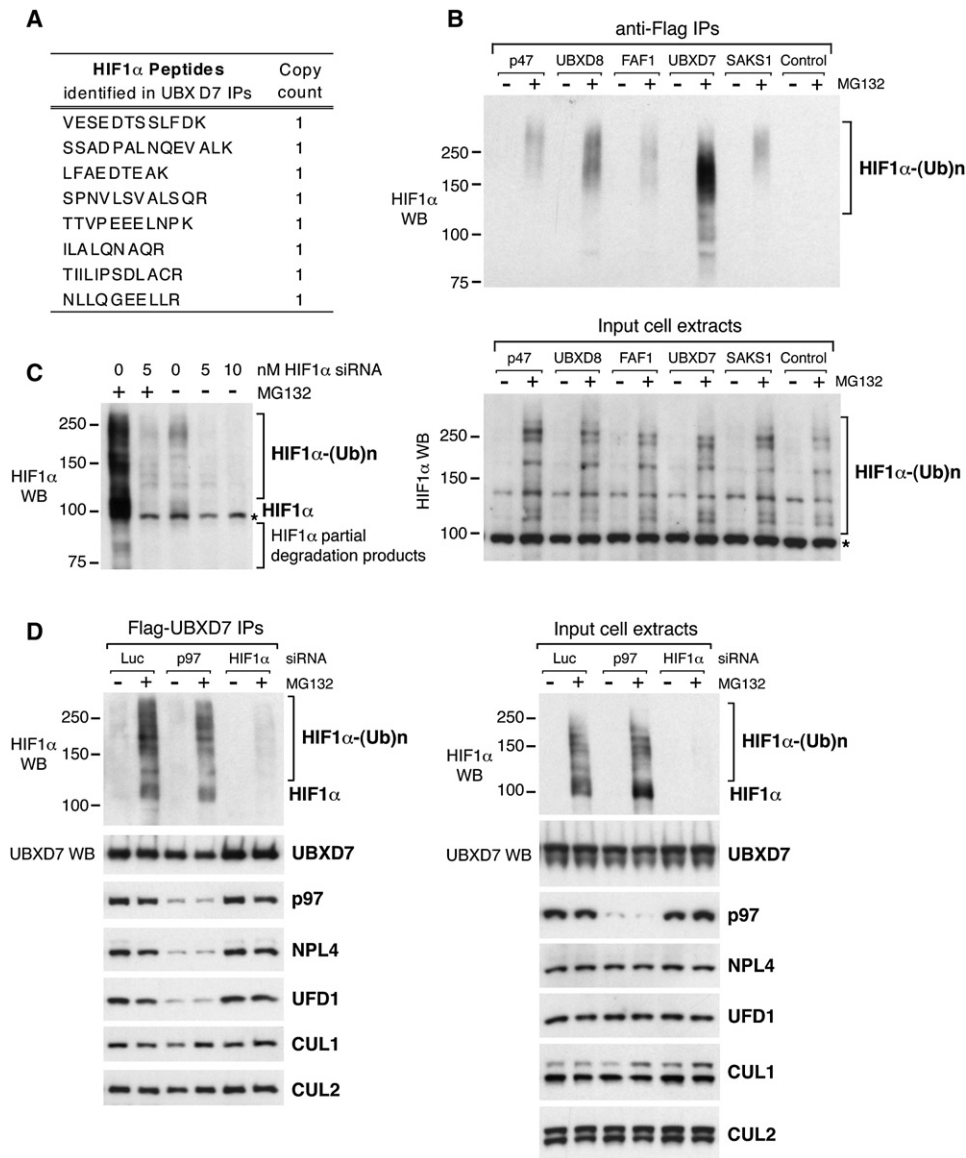 A
HIF1α Peptides
identified in UBXD7 IPs
Copy
count
VESEDTSSLFDK 1
SSADPALNQEVALK 1
LFAEDTEAK 1
SPNVLSVALSQR 1
TTVPEEELNPK 1
ILALQNAQR 1
TIILIPSDLACR 1
NLLQGEELLR 1
B
anti-Flag IPs
p47 UBXD8 FAF1 UBXD7 SAKS1 Control
- + - + - + - + - + - + MG132
250
150
100
75
HIF1α
WB
HIF1α-(Ub)n
Input cell extracts
p47 UBXD8 FAF1 UBXD7 SAKS1 Control
- + - + - + - + - + - + MG132
250
150
100
HIF1α WB
HIF1α-(Ub)n
*
C
0 5 0 5 10 nM HIF1α siRNA
+ + - - - MG132
250
150
100
75
HIF1α
WB
HIF1α-(Ub)n
HIF1α
*
HIF1α partial
degradation products
D
Flag-UBXD7 IPs
Luc p97 HIF1α siRNA
- + - + - + MG132
250
150
100
HIF1α
WB
HIF1α-(Ub)n
HIF1α
UBXD7 WB
UBXD7
p97
NPL4
UFD1
CUL1
CUL2
Input cell extracts
Luc p97 HIF1α siRNA
- + - + - + MG132
250
150
100
HIF1α
WB
HIF1α-(Ub)n
HIF1α
UBXD7 WB
UBXD7
p97
NPL4
UFD1
CUL1
CUL2